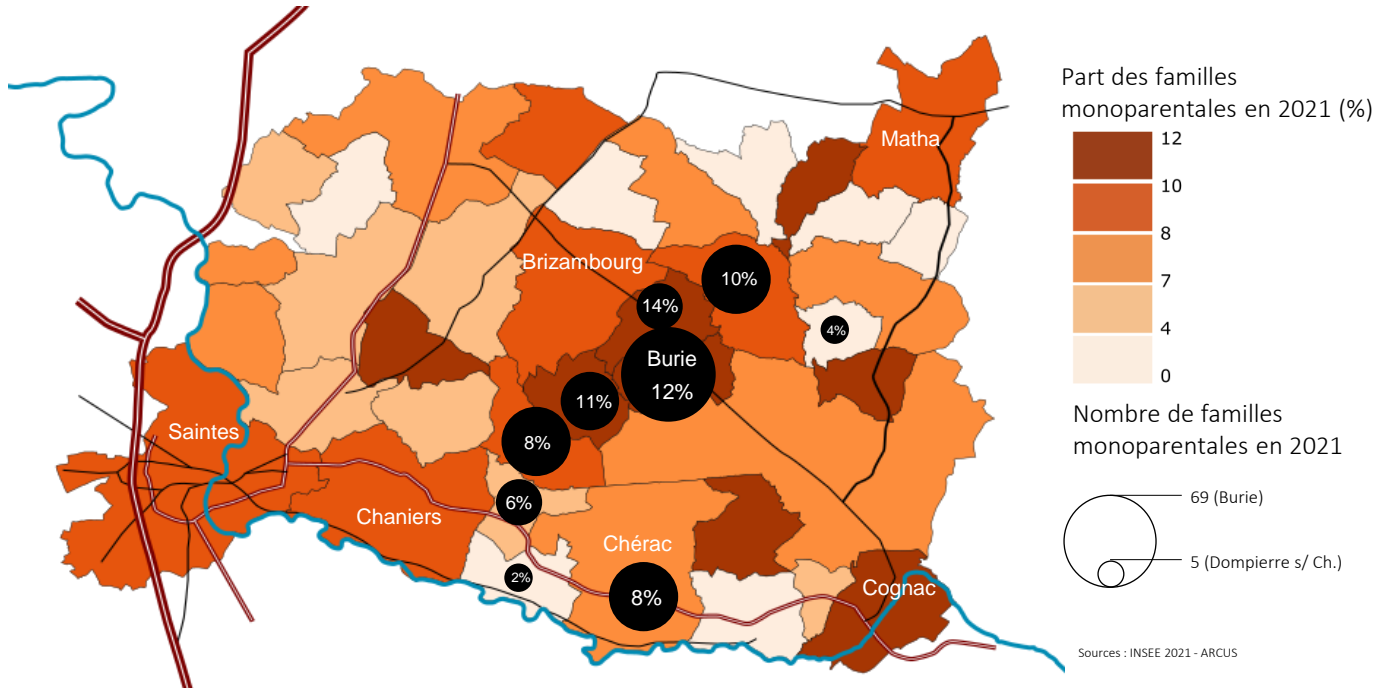 Matha
Brizambourg
10%
14%
4%
Burie
12%
11%
Saintes
8%
6%
Chaniers
Chérac
2%
8%
Cognac
Part des familles
monoparentales en 2021 (%)
12
10
8
7
4
0
Nombre de familles
monoparentales en 2021
69 (Burie)
5 (Dompierre s/ Ch.)
Sources : INSEE 2021 - ARCUS